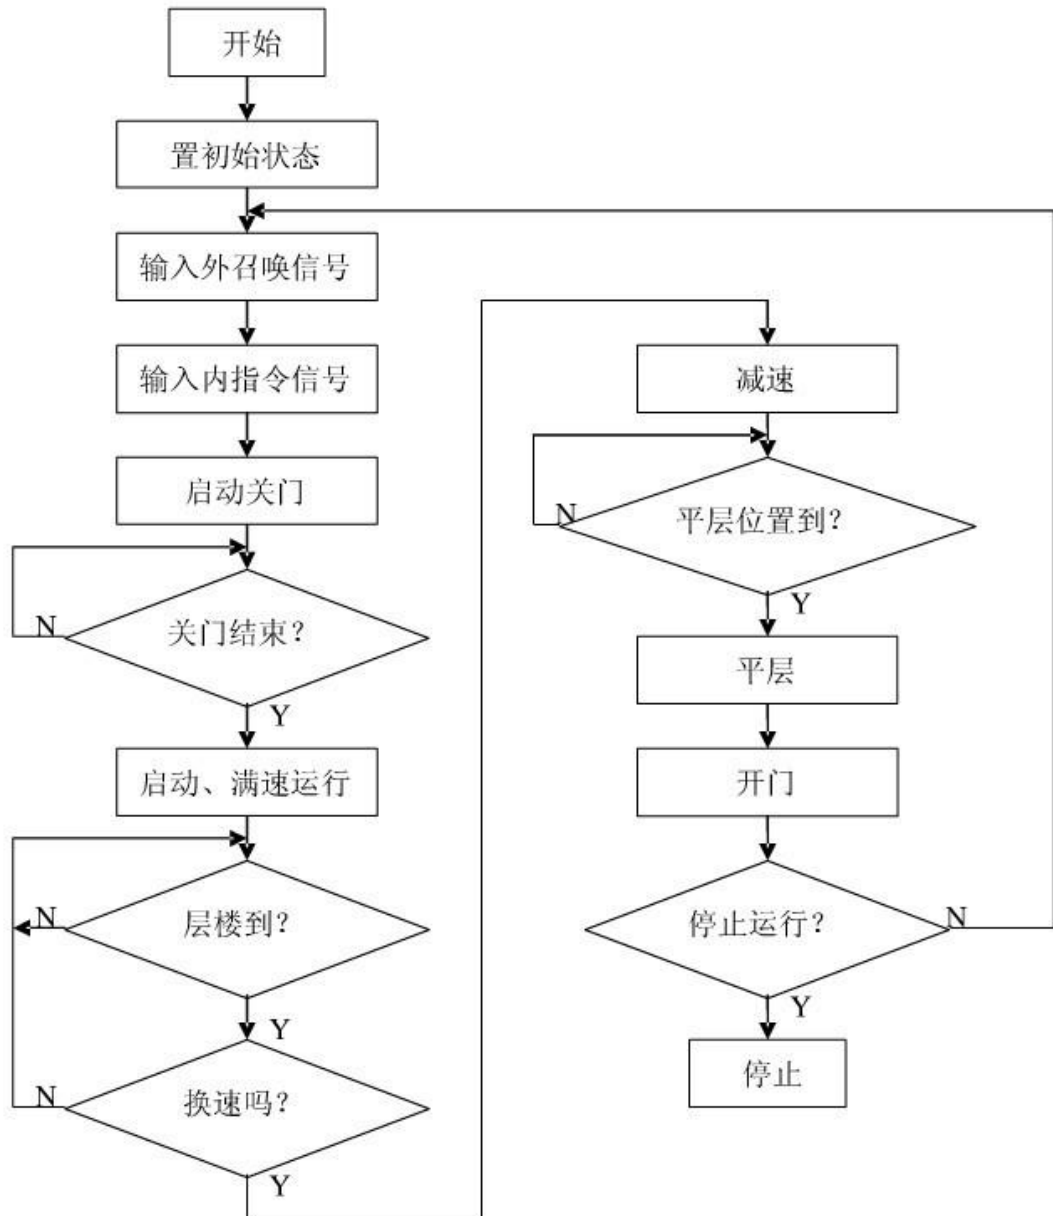 开始
置初始状态
输入外召唤信号
输入内指令信号
启动关门
关门结束?
N
Y
启动、满速运行
层楼到?
N
Y
换速吗?
N
Y
减速
平层位置到?
N
Y
平层
开门
停止运行?
N
Y
停止